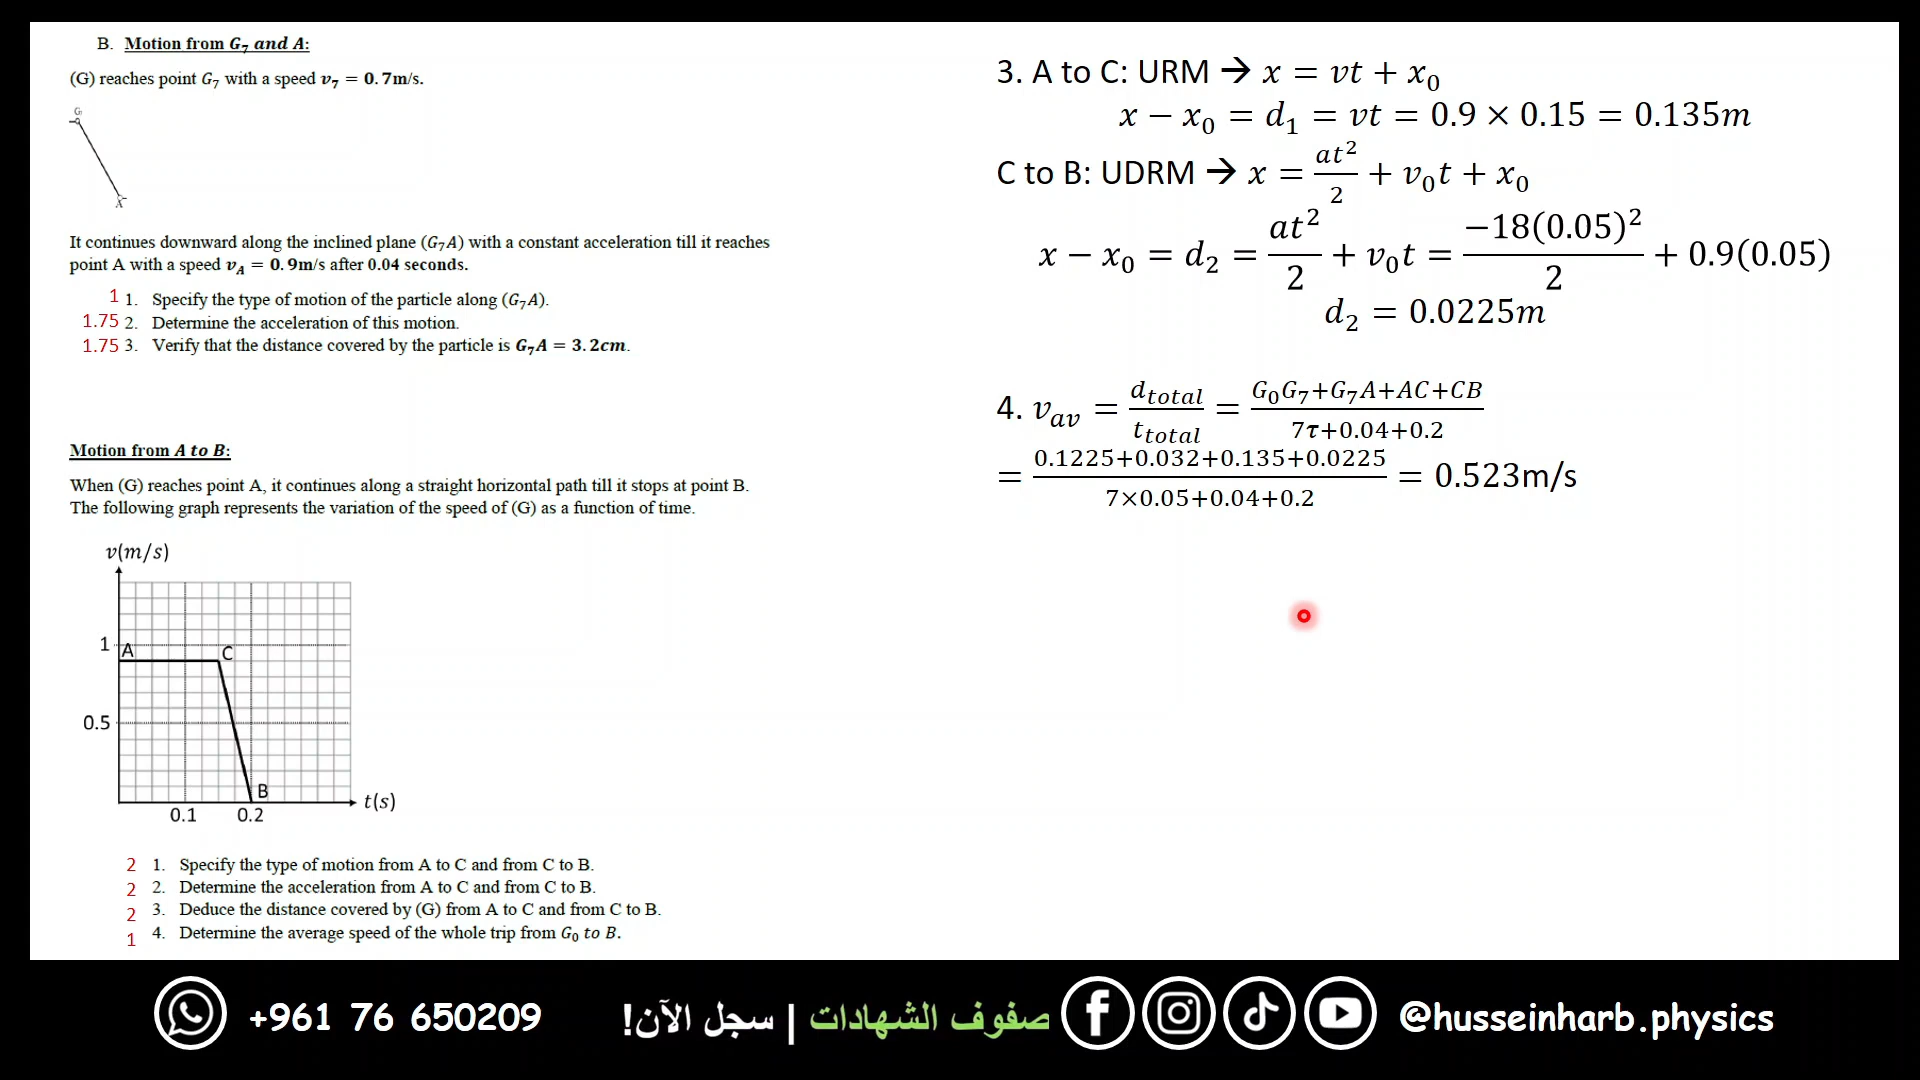 B. Motion from G₇ and A:
(G) reaches point G₇ with a speed v₇ = 0.7m/s.
G
A
It continues downward along the inclined plane (G₇A) with a constant acceleration till it reaches
point A with a speed v_A = 0.9m/s after 0.04 seconds.
1 1. Specify the type of motion of the particle along (G₇A).
1.75 2. Determine the acceleration of this motion.
1.75 3. Verify that the distance covered by the particle is G₇A = 3.2cm.
Motion from A to B:
When (G) reaches point A, it continues along a straight horizontal path till it stops at point B.
The following graph represents the variation of the speed of (G) as a function of time.
v(m/s)
1 A C
0.5
B t(s)
0.1 0.2
2 1. Specify the type of motion from A to C and from C to B.
2 2. Determine the acceleration from A to C and from C to B.
2 3. Deduce the distance covered by (G) from A to C and from C to B.
1 4. Determine the average speed of the whole trip from G₀ to B.
3. A to C: URM → x = vt + x₀
x − x₀ = d₁ = vt = 0.9 × 0.15 = 0.135m
C to B: UDRM → x = at²/2 + v₀t + x₀
x − x₀ = d₂ = at²/2 + v₀t = −18(0.05)²/2 + 0.9(0.05)
d₂ = 0.0225m
4. v_av = d_total/t_total = G₀G₇+G₇A+AC+CB/7τ+0.04+0.2
= 0.1225+0.032+0.135+0.0225/7×0.05+0.04+0.2 = 0.523m/s
+961 76 650209 صفوف الشهادات | سجل الآن! @husseinharb.physics